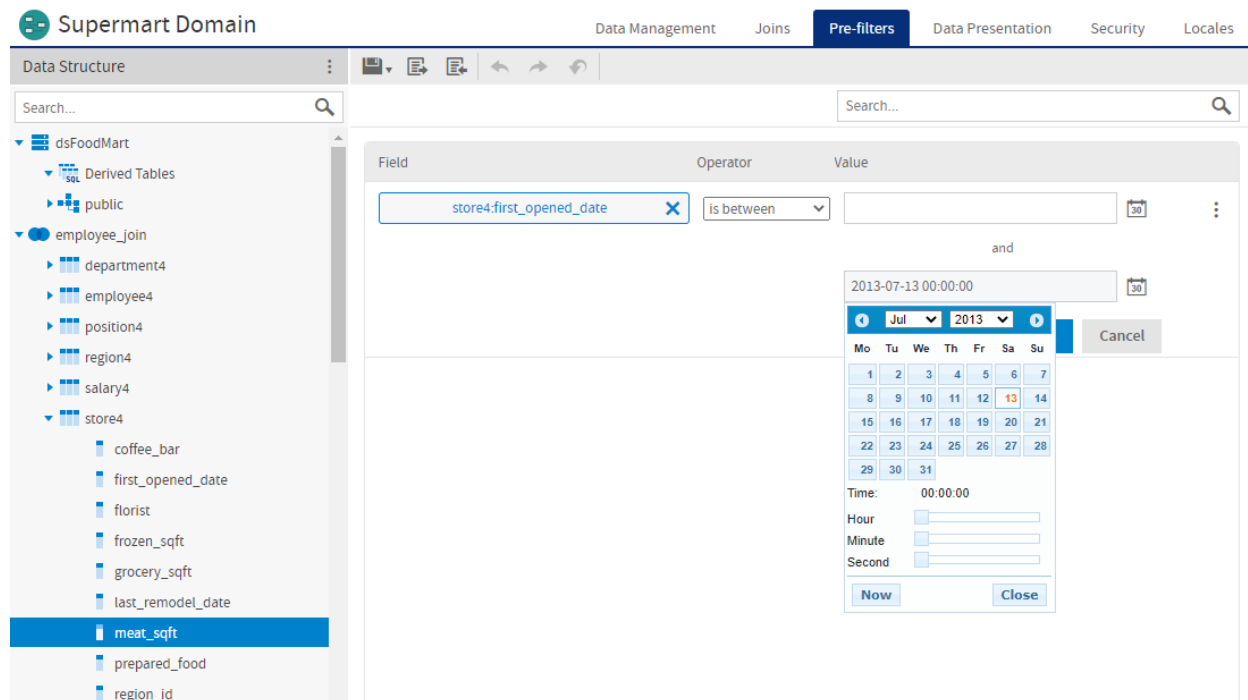 Supermart Domain
Data Management Joins Pre-filters Data Presentation Security Locales
Data Structure
Search...
Search...
dsFoodMart
SQL
Derived Tables
public
employee_join
department4
employee4
position4
region4
salary4
store4
coffee_bar
first_opened_date
florist
frozen_sqft
grocery_sqft
last_remodel_date
meat_sqft
prepared_food
region_id
Field Operator Value
store4:first_opened_date is between 30
and
2013-07-13 00:00:00 30
Jul 2013
Cancel
Mo Tu We Th Fr Sa Su
1 2 3 4 5 6 7
8 9 10 11 12 13 14
15 16 17 18 19 20 21
22 23 24 25 26 27 28
29 30 31
Time: 00:00:00
Hour
Minute
Second
Now Close